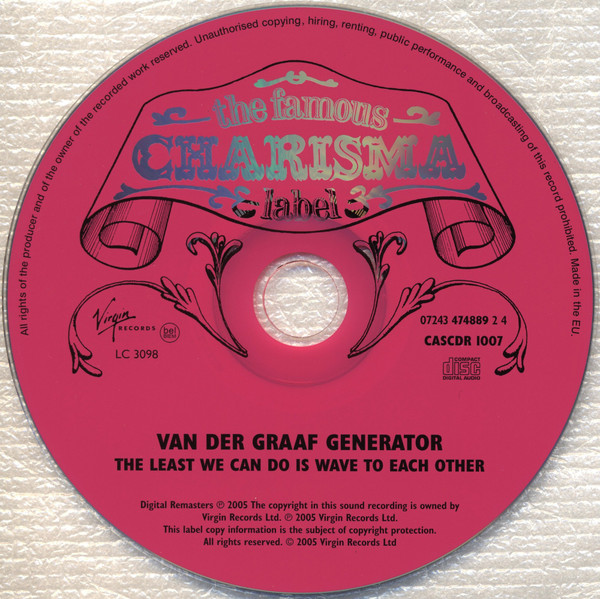 All rights of the producer and of the owner of the recorded work reserved. Unauthorised copying, hiring, renting, public performance and broadcasting of this record prohibited. Made in the EU.
the famous
CHARISMA
label
Virgin
RECORDS
bel
BIEM
LC 3098
07243 474889 2 4
CASCDR 1007
COMPACT
disc
DIGITAL AUDIO
VAN DER GRAAF GENERATOR
THE LEAST WE CAN DO IS WAVE TO EACH OTHER
Digital Remasters ℗ 2005 The copyright in this sound recording is owned by
Virgin Records Ltd. ℗ 2005 Virgin Records Ltd.
This label copy information is the subject of copyright protection.
All rights reserved. © 2005 Virgin Records Ltd